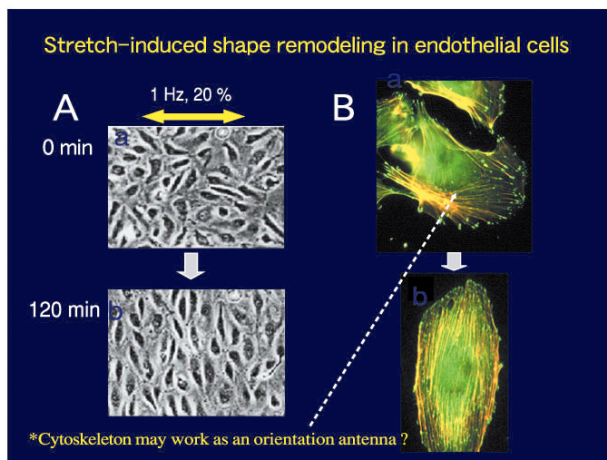 Stretch-induced shape remodeling in endothelial cells
A
1 Hz, 20 %
B
a
a
0 min
120 min
b
b
*Cytoskeleton may work as an orientation antenna ?